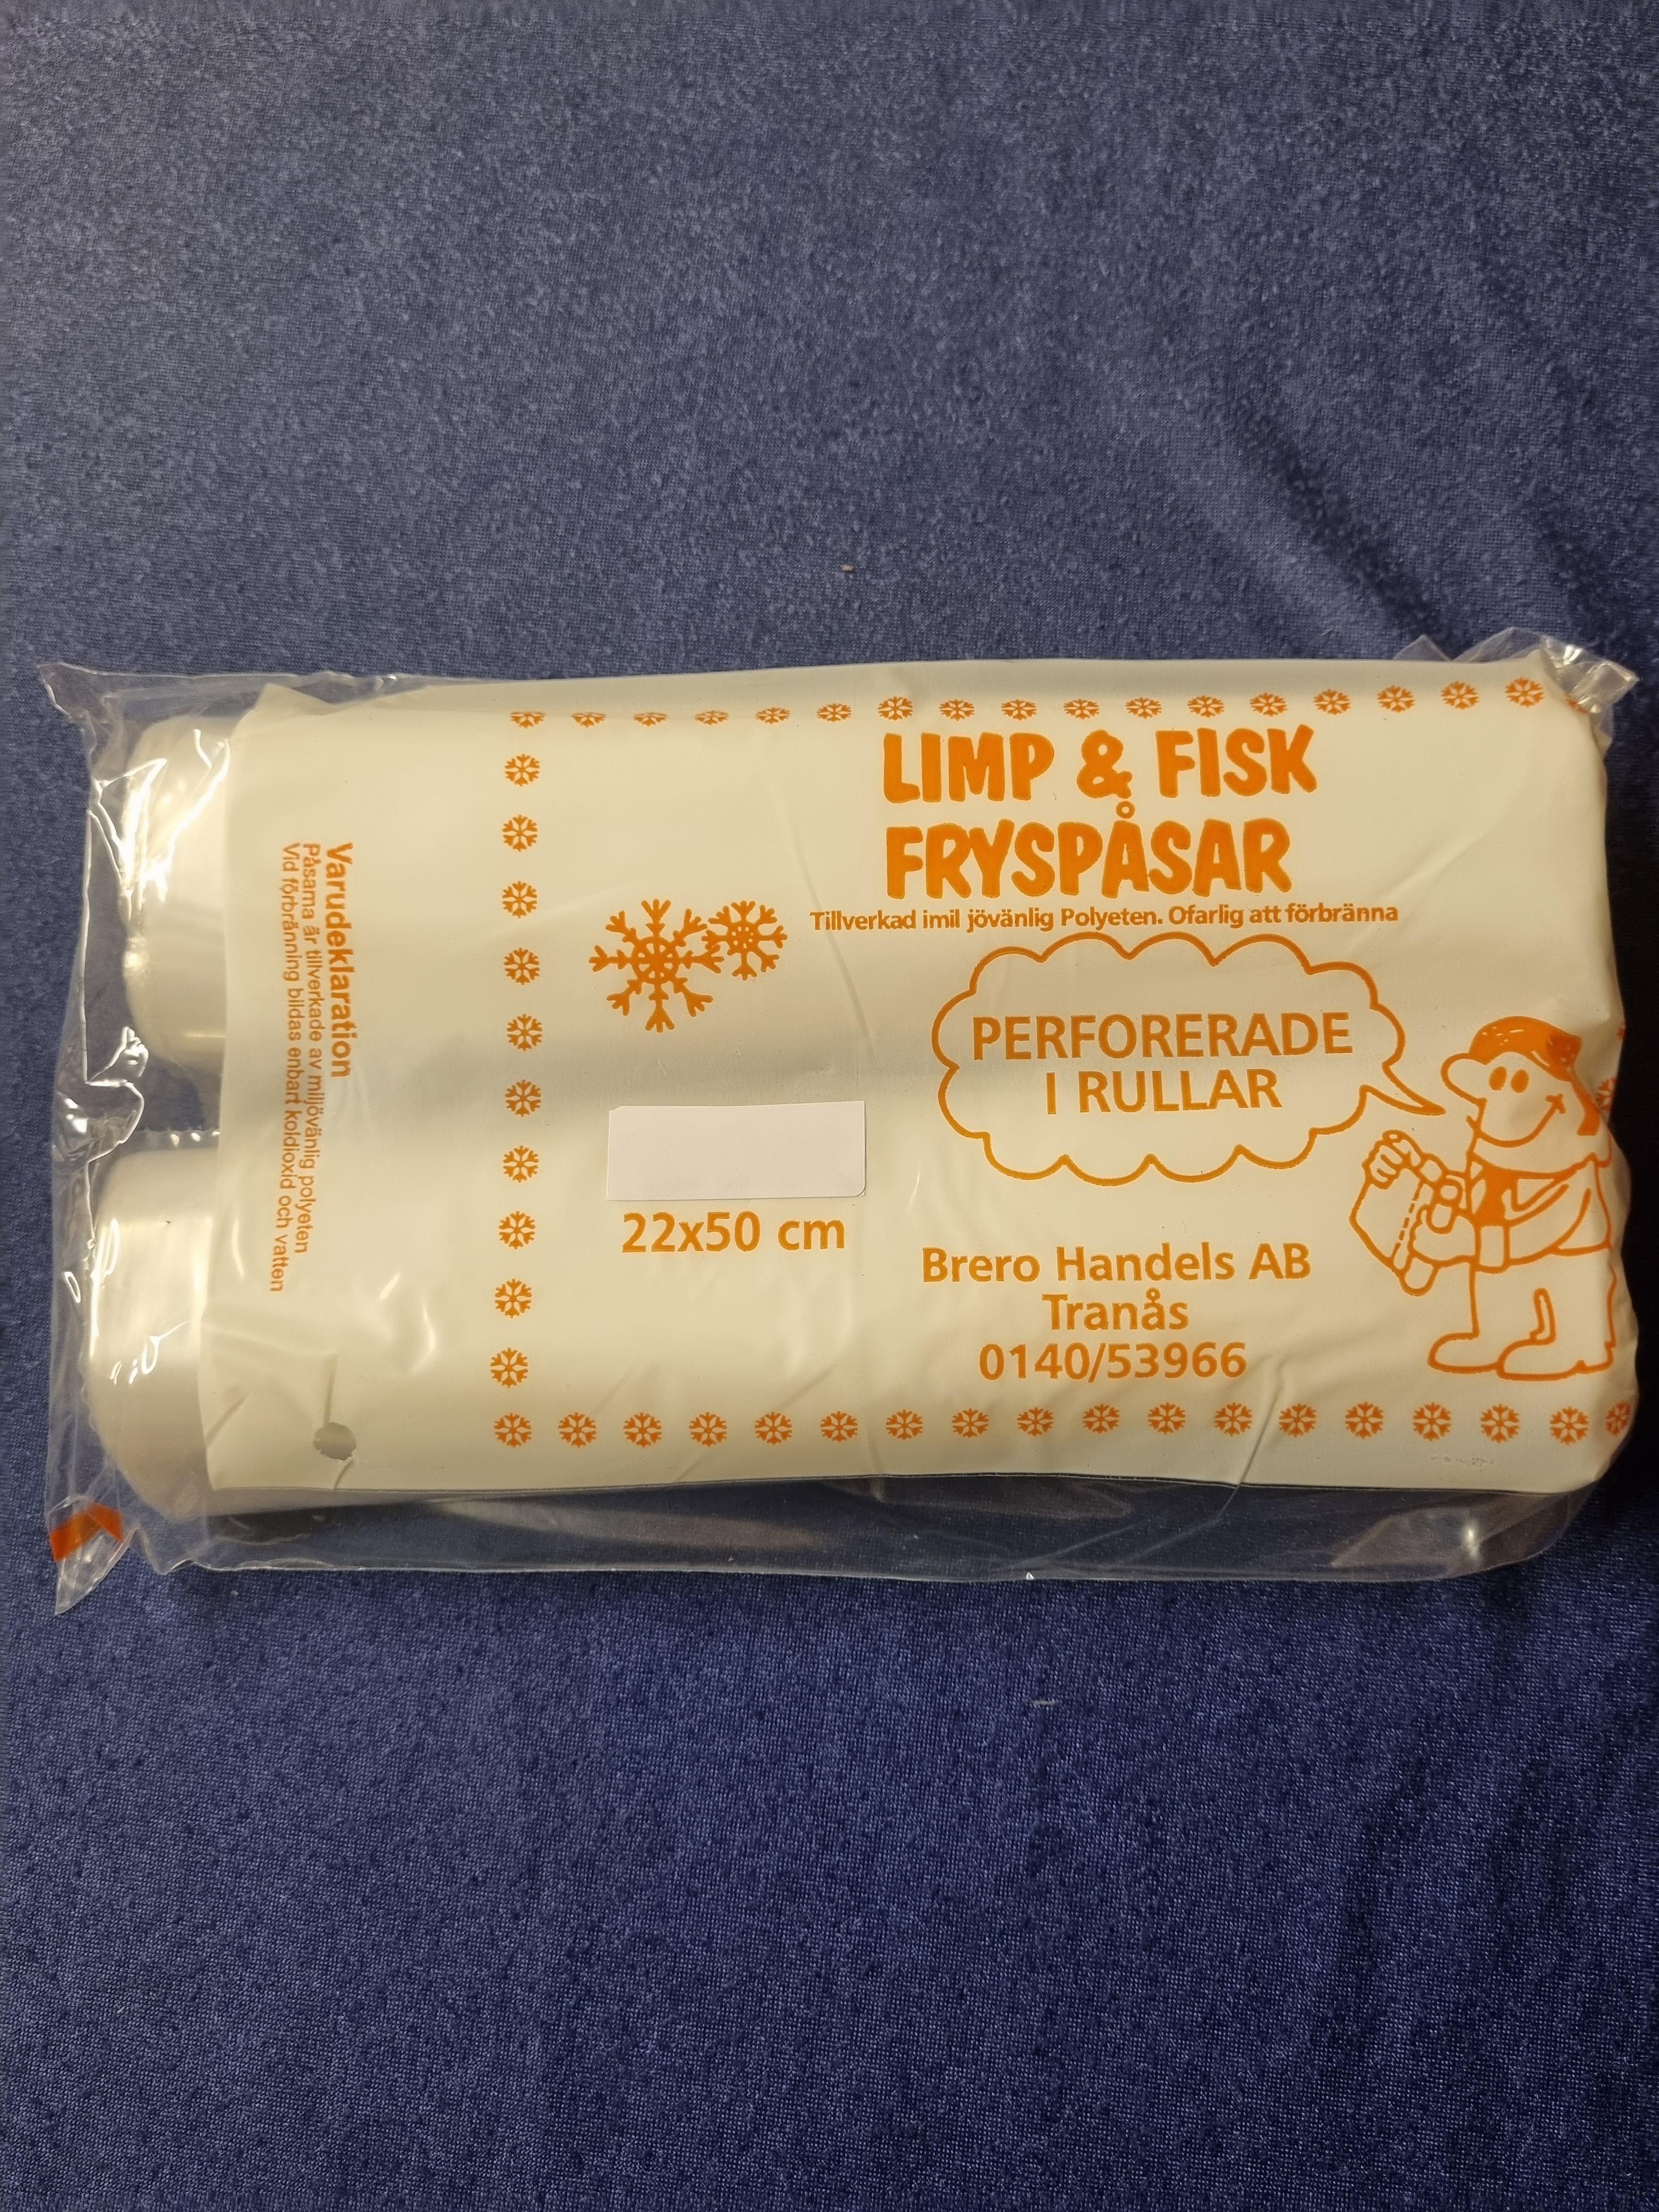 LIMP & FISK
FRYSPÅSAR
Tillverkad imil jövänlig Polyeten. Ofarlig att förbränna
PERFORERADE
I RULLAR
22x50 cm
Brero Handels AB
Tranås
0140/53966
Varudeklaration
Påsarna är tillverkade av miljövänlig polyeten
Vid förbränning bildas enbart koldioxid och vatten